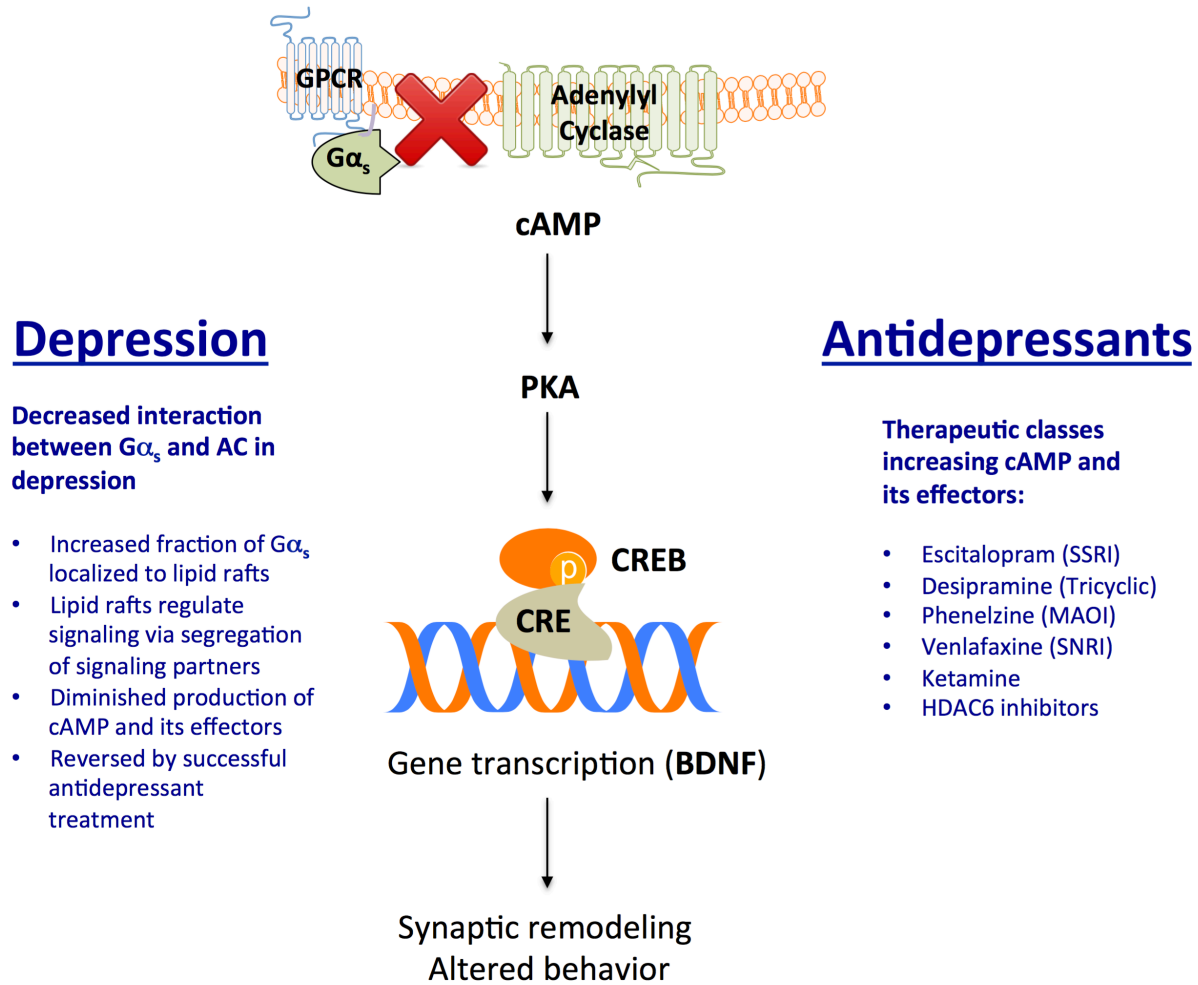 GPCR
Gαs
Adenylyl
Cyclase
cAMP
PKA
CREB
p
CRE
Gene transcription (BDNF)
Synaptic remodeling
Altered behavior
Depression
Decreased interaction
between Gαs and AC in
depression
• Increased fraction of Gαs
localized to lipid rafts
• Lipid rafts regulate
signaling via segregation
of signaling partners
• Diminished production of
cAMP and its effectors
• Reversed by successful
antidepressant
treatment
Antidepressants
Therapeutic classes
increasing cAMP and
its effectors:
• Escitalopram (SSRI)
• Desipramine (Tricyclic)
• Phenelzine (MAOI)
• Venlafaxine (SNRI)
• Ketamine
• HDAC6 inhibitors